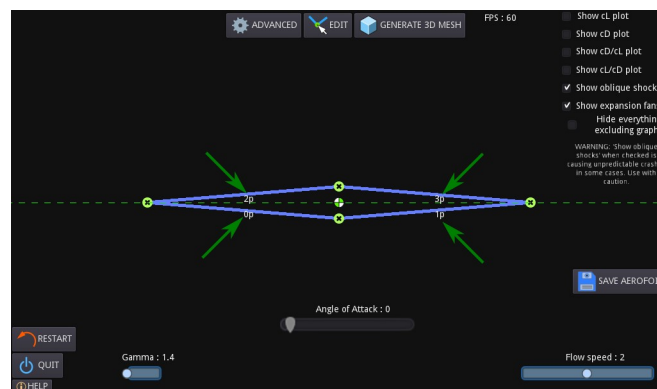 ADVANCED
EDIT
GENERATE 3D MESH
FPS : 60
Show cL plot
Show cD plot
Show cD/cL plot
Show cL/cD plot
Show oblique shock
Show expansion fans
Hide everythin
excluding graph
WARNING: 'Show oblique
shocks' when checked is
causing unpredictable crash
in some cases. Use with
caution.
2p
3p
0p
1p
SAVE AEROFOI
Angle of Attack : 0
RESTART
QUIT
HELP
Gamma : 1.4
Flow speed : 2